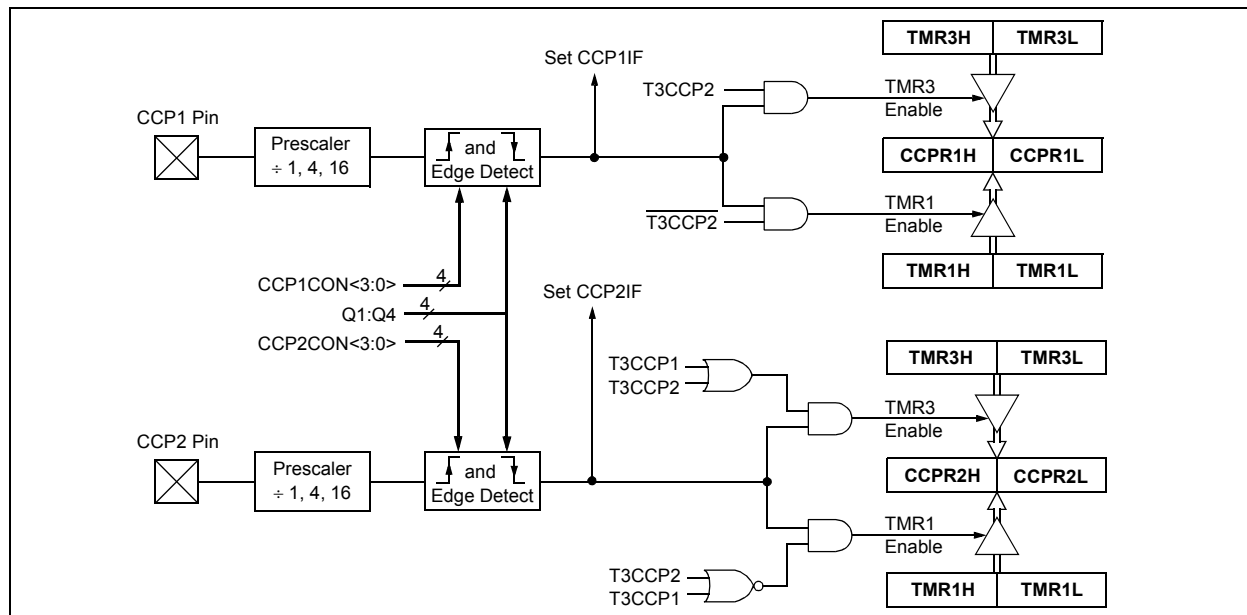 TMR3H TMR3L
Set CCP1IF
T3CCP2
TMR3
Enable
CCP1 Pin
Prescaler
÷ 1, 4, 16
and
Edge Detect
CCPR1H CCPR1L
T3CCP2
TMR1
Enable
TMR1H TMR1L
CCP1CON<3:0> 4
Q1:Q4 4
CCP2CON<3:0> 4
Set CCP2IF
TMR3H TMR3L
T3CCP1
T3CCP2
TMR3
Enable
CCP2 Pin
Prescaler
÷ 1, 4, 16
and
Edge Detect
CCPR2H CCPR2L
TMR1
Enable
T3CCP2
T3CCP1
TMR1H TMR1L